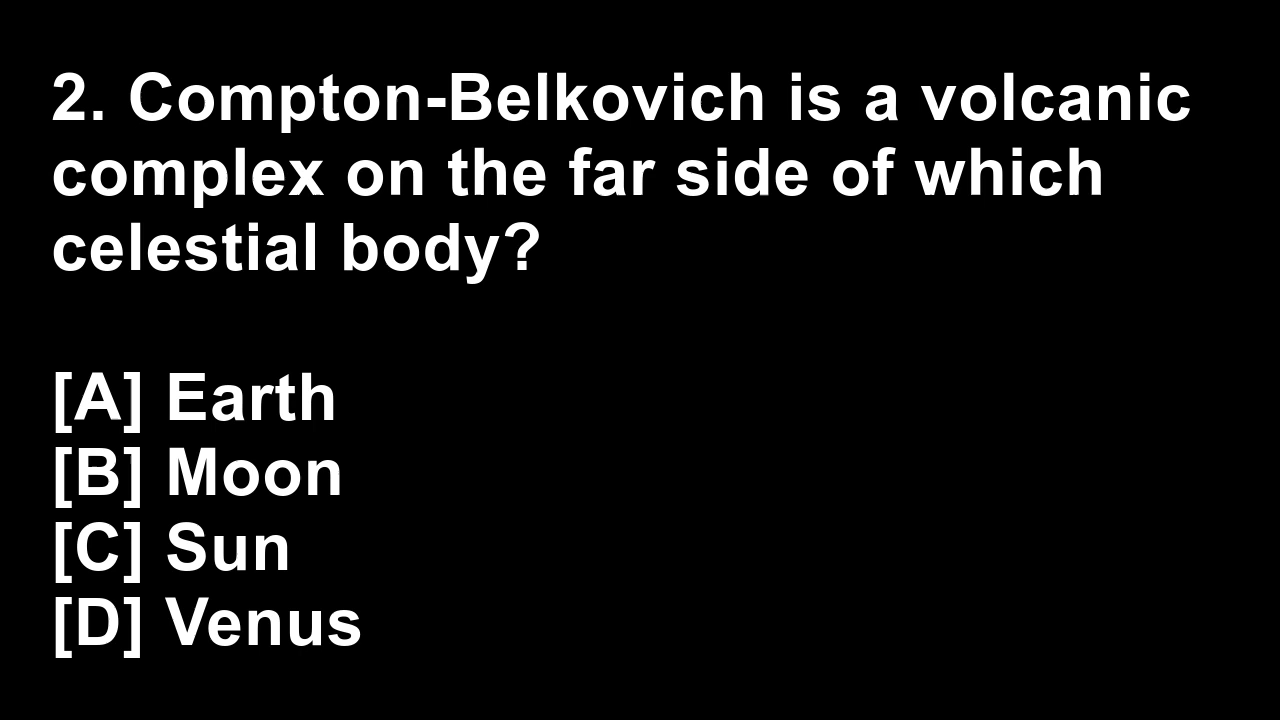 2. Compton-Belkovich is a volcanic
complex on the far side of which
celestial body?
[A] Earth
[B] Moon
[C] Sun
[D] Venus